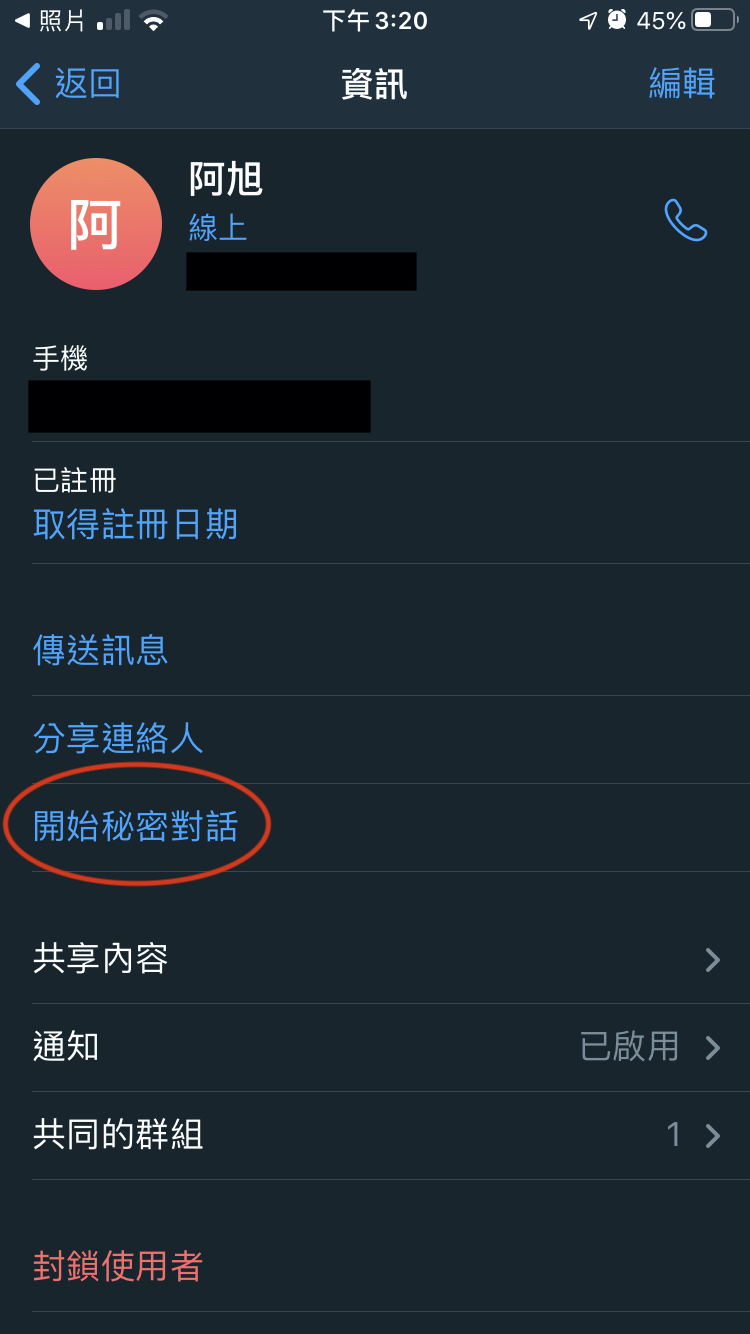 照片 下午3:20 45%
返回 資訊 編輯
阿 阿旭
線上
手機
已註冊
取得註冊日期
傳送訊息
分享連絡人
開始秘密對話
共享內容
通知 已啟用
共同的群組 1
封鎖使用者